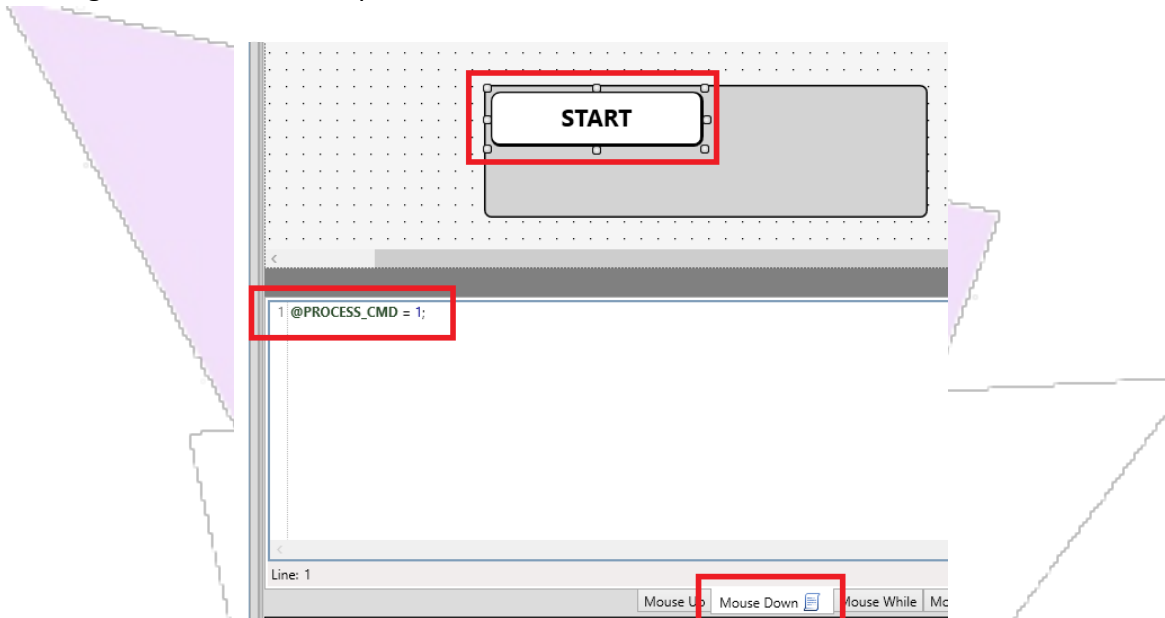 START
1 @PROCESS_CMD = 1;
Line: 1
Mouse Up Mouse Down Mouse While